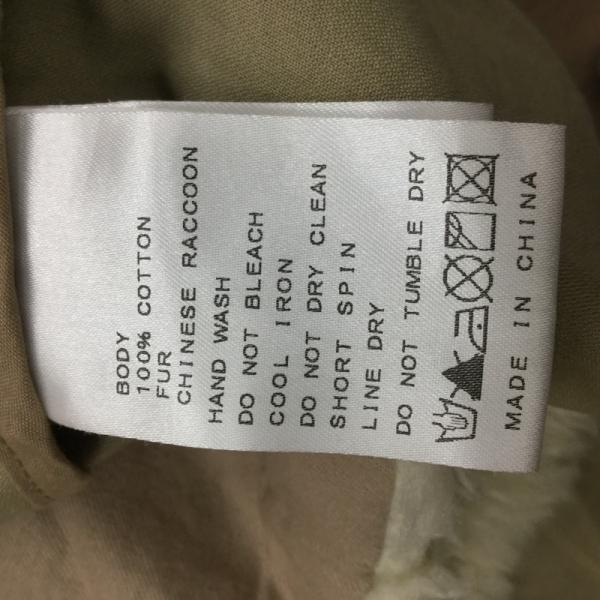 BODY
100% COTTON
FUR
CHINESE RACCOON
HAND WASH
DO NOT BLEACH
COOL IRON
DO NOT DRY CLEAN
SHORT SPIN
LINE DRY
DO NOT TUMBLE DRY
MADE IN CHINA